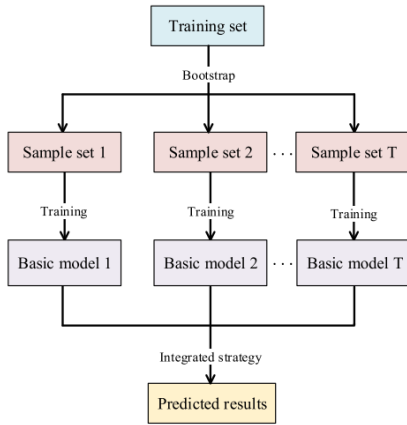 Training set
Bootstrap
Sample set 1
Sample set 2
. . .
Sample set T
Training
Training
Training
Basic model 1
Basic model 2
. . .
Basic model T
Integrated strategy
Predicted results